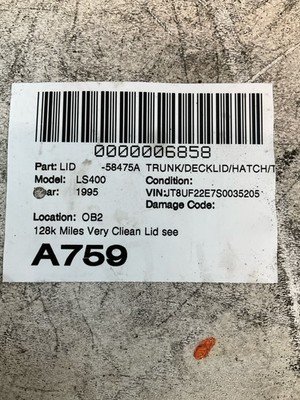 0000006858
Part: LID -58475A TRUNK/DECKLID/HATCH/T
Model: LS400 Condition:
ear: 1995 VIN:JT8UF22E7S0035205
Damage Code:
Location: OB2
128k Miles Very Cliean Lid see
A759